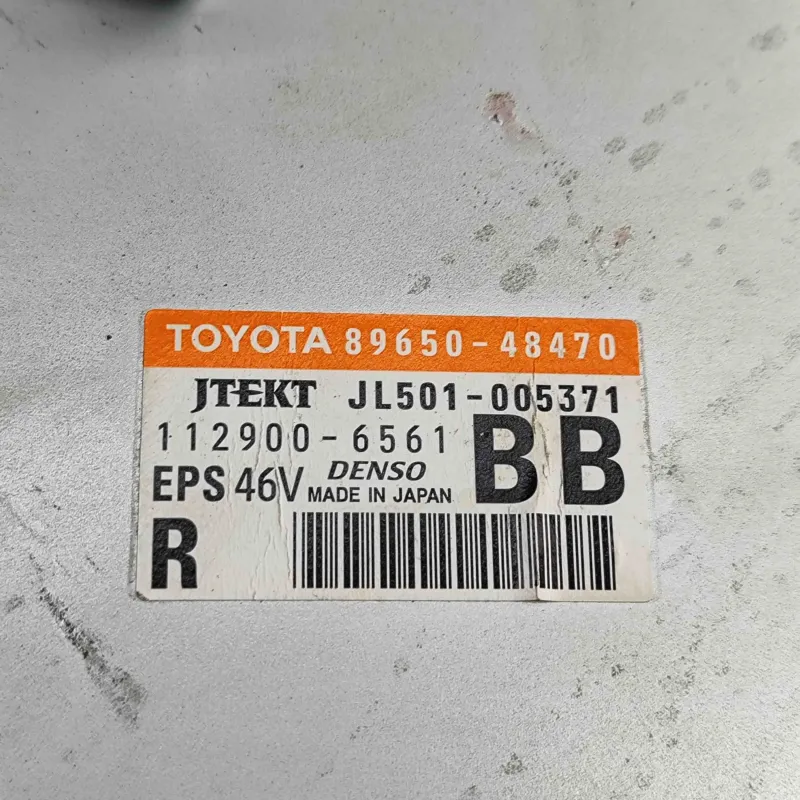 TOYOTA 89650-48470
JTEKT JL501-005371
112900-6561 BB
EPS 46V DENSO
MADE IN JAPAN
R